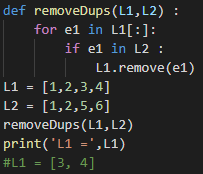 def removeDups(L1,L2) :
    for e1 in L1[:]:
        if e1 in L2 :
            L1.remove(e1)
L1 = [1,2,3,4]
L2 = [1,2,5,6]
removeDups(L1,L2)
print('L1 =',L1)
#L1 = [3, 4]